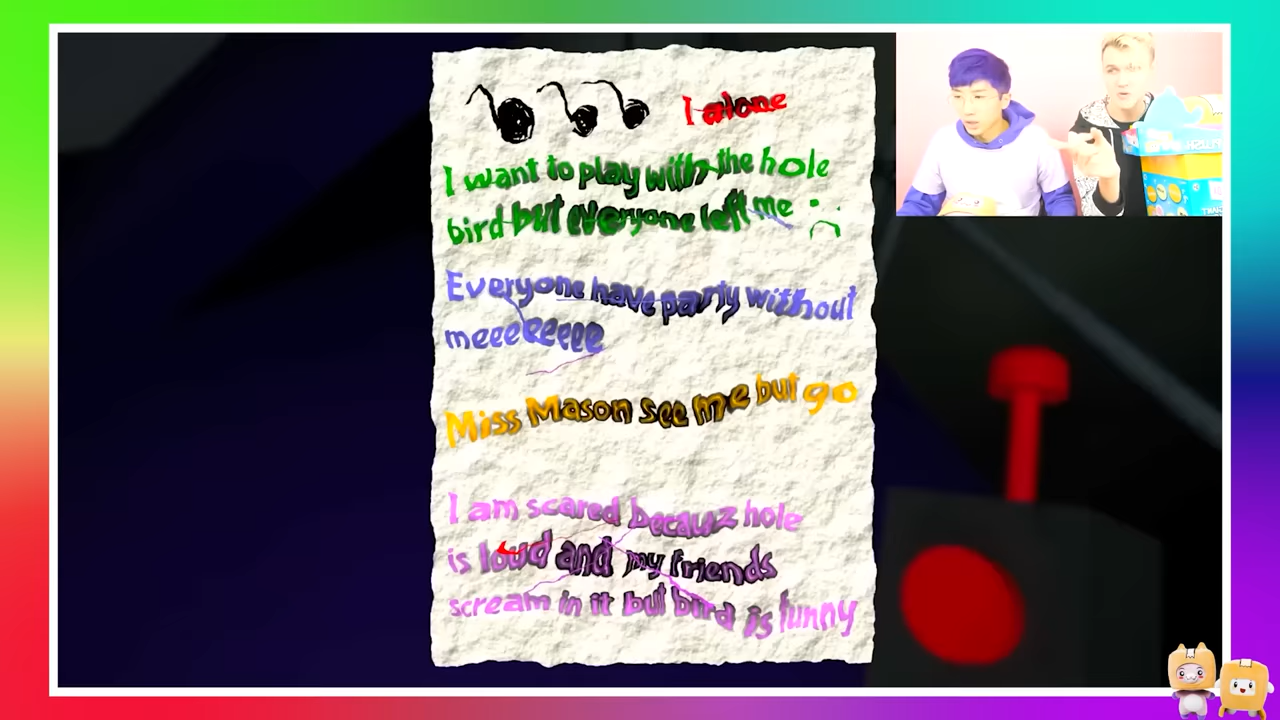 I alone
I want to play with the hole
bird but everyone left me :(
Everyone have party without
meeeeeeee
Miss Mason see me but go
I am scared becauz hole
is loud and my friends
scream in it but bird is funny